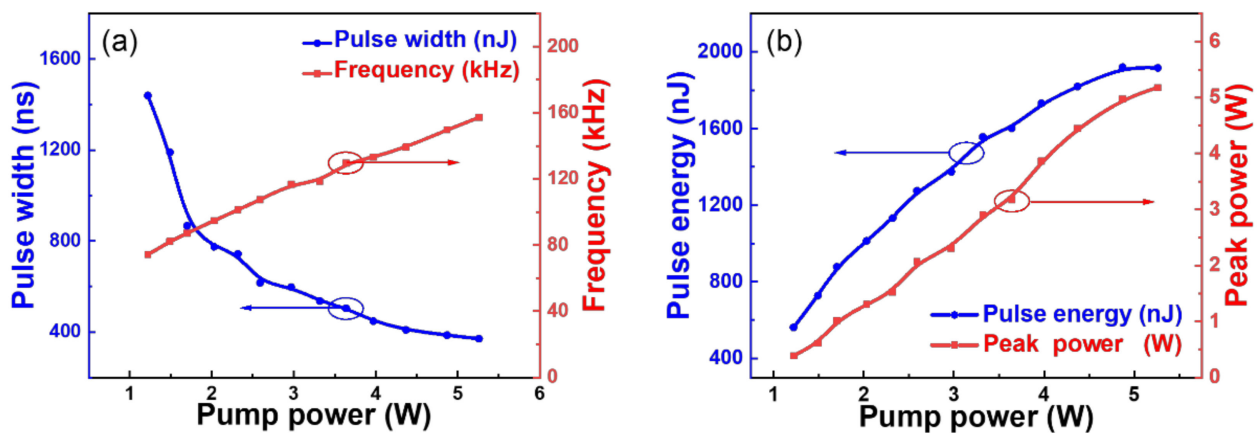 (a)
Pulse width (nJ)
Frequency (kHz)
Pulse width (ns)
1600
1200
800
400
200
160
120
80
40
0
Frequency (kHz)
1 2 3 4 5 6
Pump power (W)
(b)
Pulse energy (nJ)
2000
1600
1200
800
400
6
5
4
3
2
1
0
Peak power (W)
Pulse energy (nJ)
Peak power (W)
1 2 3 4 5
Pump power (W)